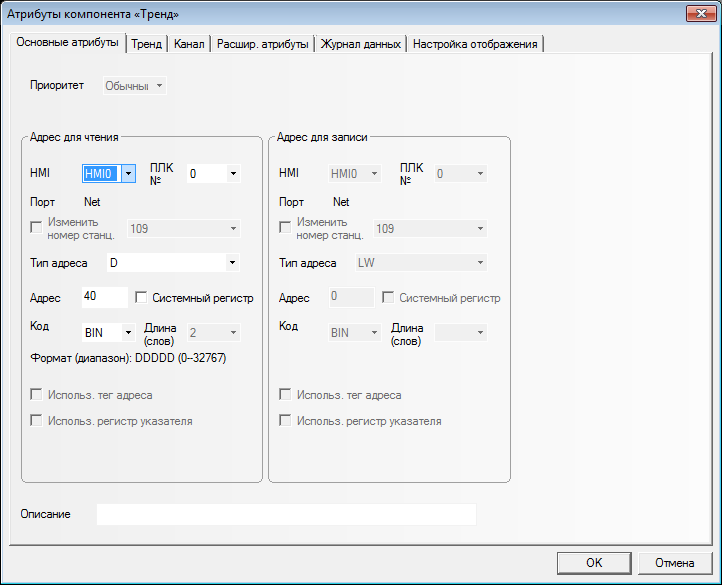 Атрибуты компонента «Тренд»
Основные атрибуты Тренд Канал Расшир. атрибуты Журнал данных Настройка отображения
Приоритет Обычны
Адрес для чтения
HMI HMI0 ПЛК № 0
Порт Net
Изменить номер станц. 109
Тип адреса D
Адрес 40 Системный регистр
Код BIN Длина (слов) 2
Формат (диапазон): DDDDD (0--32767)
Использ. тег адреса
Использ. регистр указателя
Адрес для записи
HMI HMI0 ПЛК № 0
Порт Net
Изменить номер станц. 109
Тип адреса LW
Адрес 0 Системный регистр
Код BIN Длина (слов)
Использ. тег адреса
Использ. регистр указателя
Описание
OK Отмена